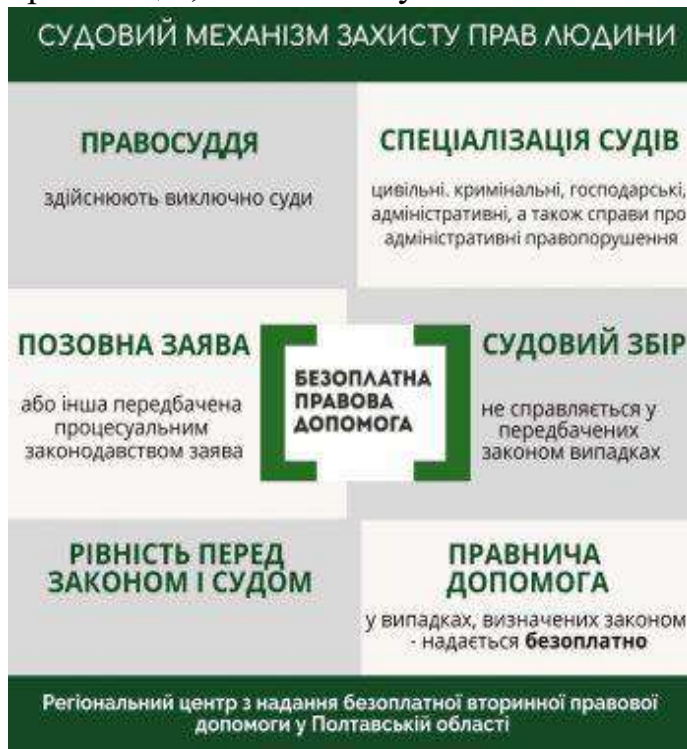 СУДОВИЙ МЕХАНІЗМ ЗАХИСТУ ПРАВ ЛЮДИНИ
ПРАВОСУДДЯ
здійснюють виключно суди
СПЕЦІАЛІЗАЦІЯ СУДІВ
цивільні. кримінальні, господарські,
адміністративні, а також справи про
адміністративні правопорушення
ПОЗОВНА ЗАЯВА
або інша передбачена
процесуальним
законодавством заява
БЕЗОПЛАТНА
ПРАВОВА
ДОПОМОГА
СУДОВИЙ ЗБІР
не справляється у
передбачених
законом випадках
РІВНІСТЬ ПЕРЕД
ЗАКОНОМ І СУДОМ
ПРАВНИЧА
ДОПОМОГА
у випадках, визначених законом
- надається безоплатно
Регіональний центр з надання безоплатної вторинної правової
допомоги у Полтавській області